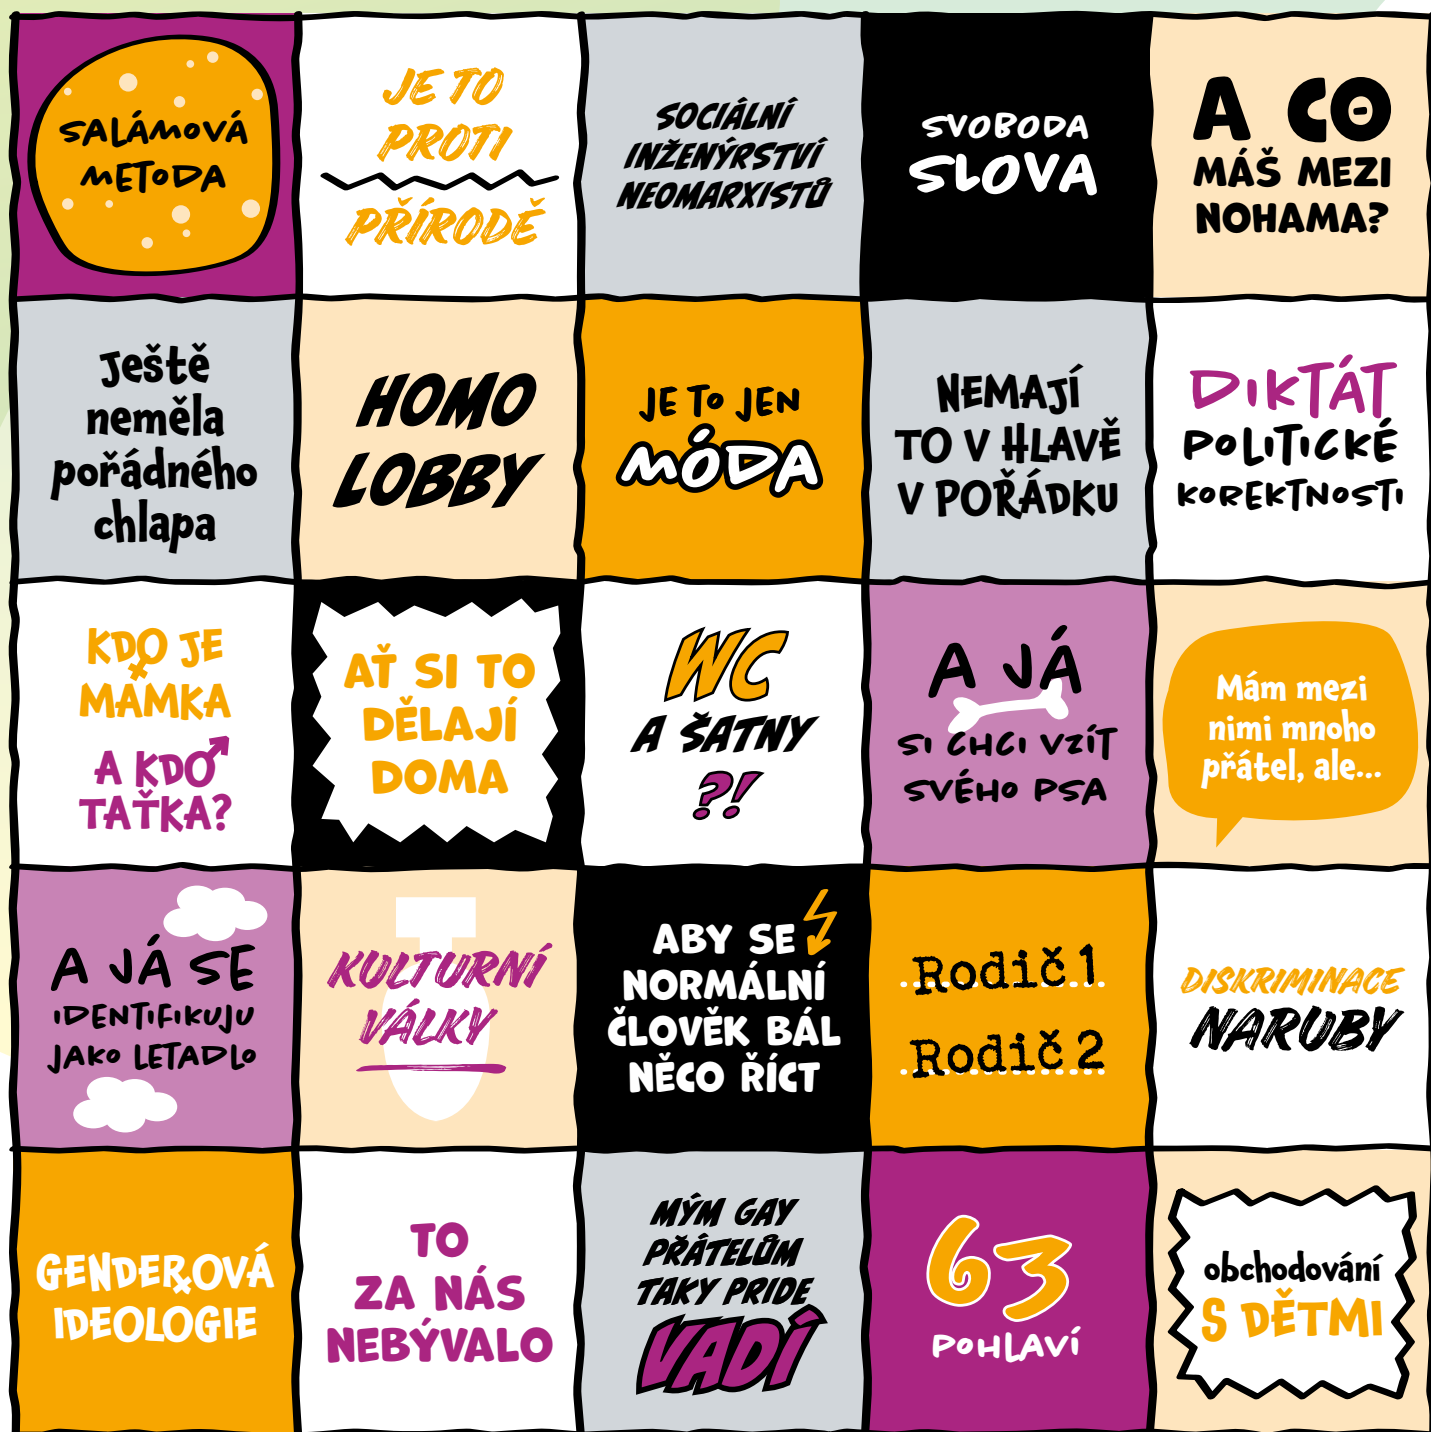 SALÁMOVÁ
METODA
JE TO
PROTI
PŘÍRODĚ
SOCIÁLNÍ
INŽENÝRSTVÍ
NEOMARXISTŮ
SVOBODA
SLOVA
A CO
MÁŠ MEZI
NOHAMA?
Ještě
neměla
pořádného
chlapa
HOMO
LOBBY
JE TO JEN
MÓDA
NEMAJÍ
TO V HLAVĚ
V POŘÁDKU
DIKTÁT
POLITICKÉ
KOREKTNOSTI
KDO JE
MAMKA
A KDO
TAŤKA?
AŤ SI TO
DĚLAJÍ
DOMA
WC
A ŠATNY
?!
A JÁ
SI CHCI VZÍT
SVÉHO PSA
Mám mezi
nimi mnoho
přátel, ale...
A JÁ SE
IDENTIFIKUJU
JAKO LETADLO
KULTURNÍ
VÁLKY
ABY SE
NORMÁLNÍ
ČLOVĚK BÁL
NĚCO ŘÍCT
Rodič 1
Rodič 2
DISKRIMINACE
NARUBY
GENDEROVÁ
IDEOLOGIE
TO
ZA NÁS
NEBÝVALO
MÝM GAY
PŘÁTELŮM
TAKY PRIDE
VADÍ
63
POHLAVÍ
obchodování
S DĚTMI